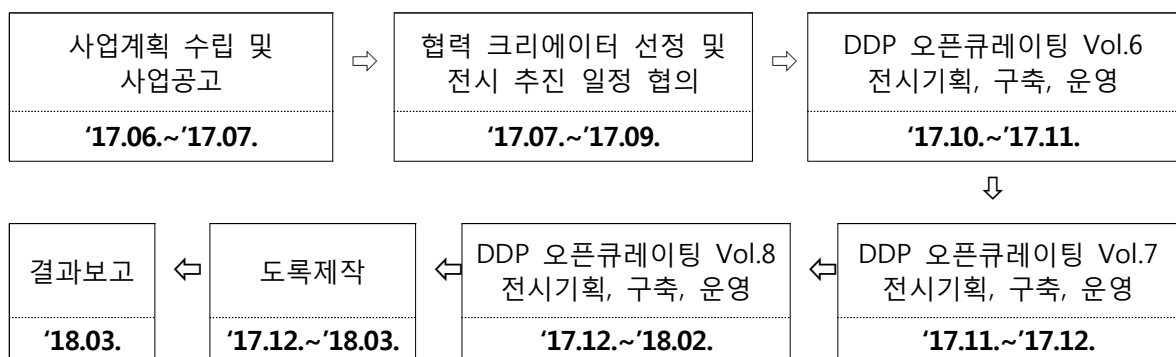 사업계획 수립 및
사업공고
‘17.06.~’17.07.
⇨
협력 크리에이터 선정 및
전시 추진 일정 협의
‘17.07.~’17.09.
⇨
DDP 오픈큐레이팅 Vol.6
전시기획, 구축, 운영
‘17.10.~’17.11.
⇩
DDP 오픈큐레이팅 Vol.7
전시기획, 구축, 운영
‘17.11.~’17.12.
⇦
DDP 오픈큐레이팅 Vol.8
전시기획, 구축, 운영
‘17.12.~’18.02.
⇦
도록제작
‘17.12.~’18.03.
⇦
결과보고
‘18.03.